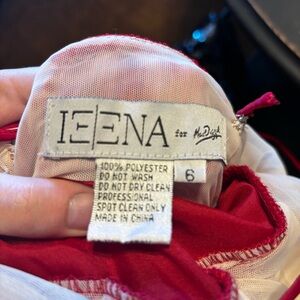 IEENA for Mac Duggal
6
100% POLYESTER
DO NOT WASH
DO NOT DRY CLEAN
PROFESSIONAL
SPOT CLEAN ONLY
MADE IN CHINA